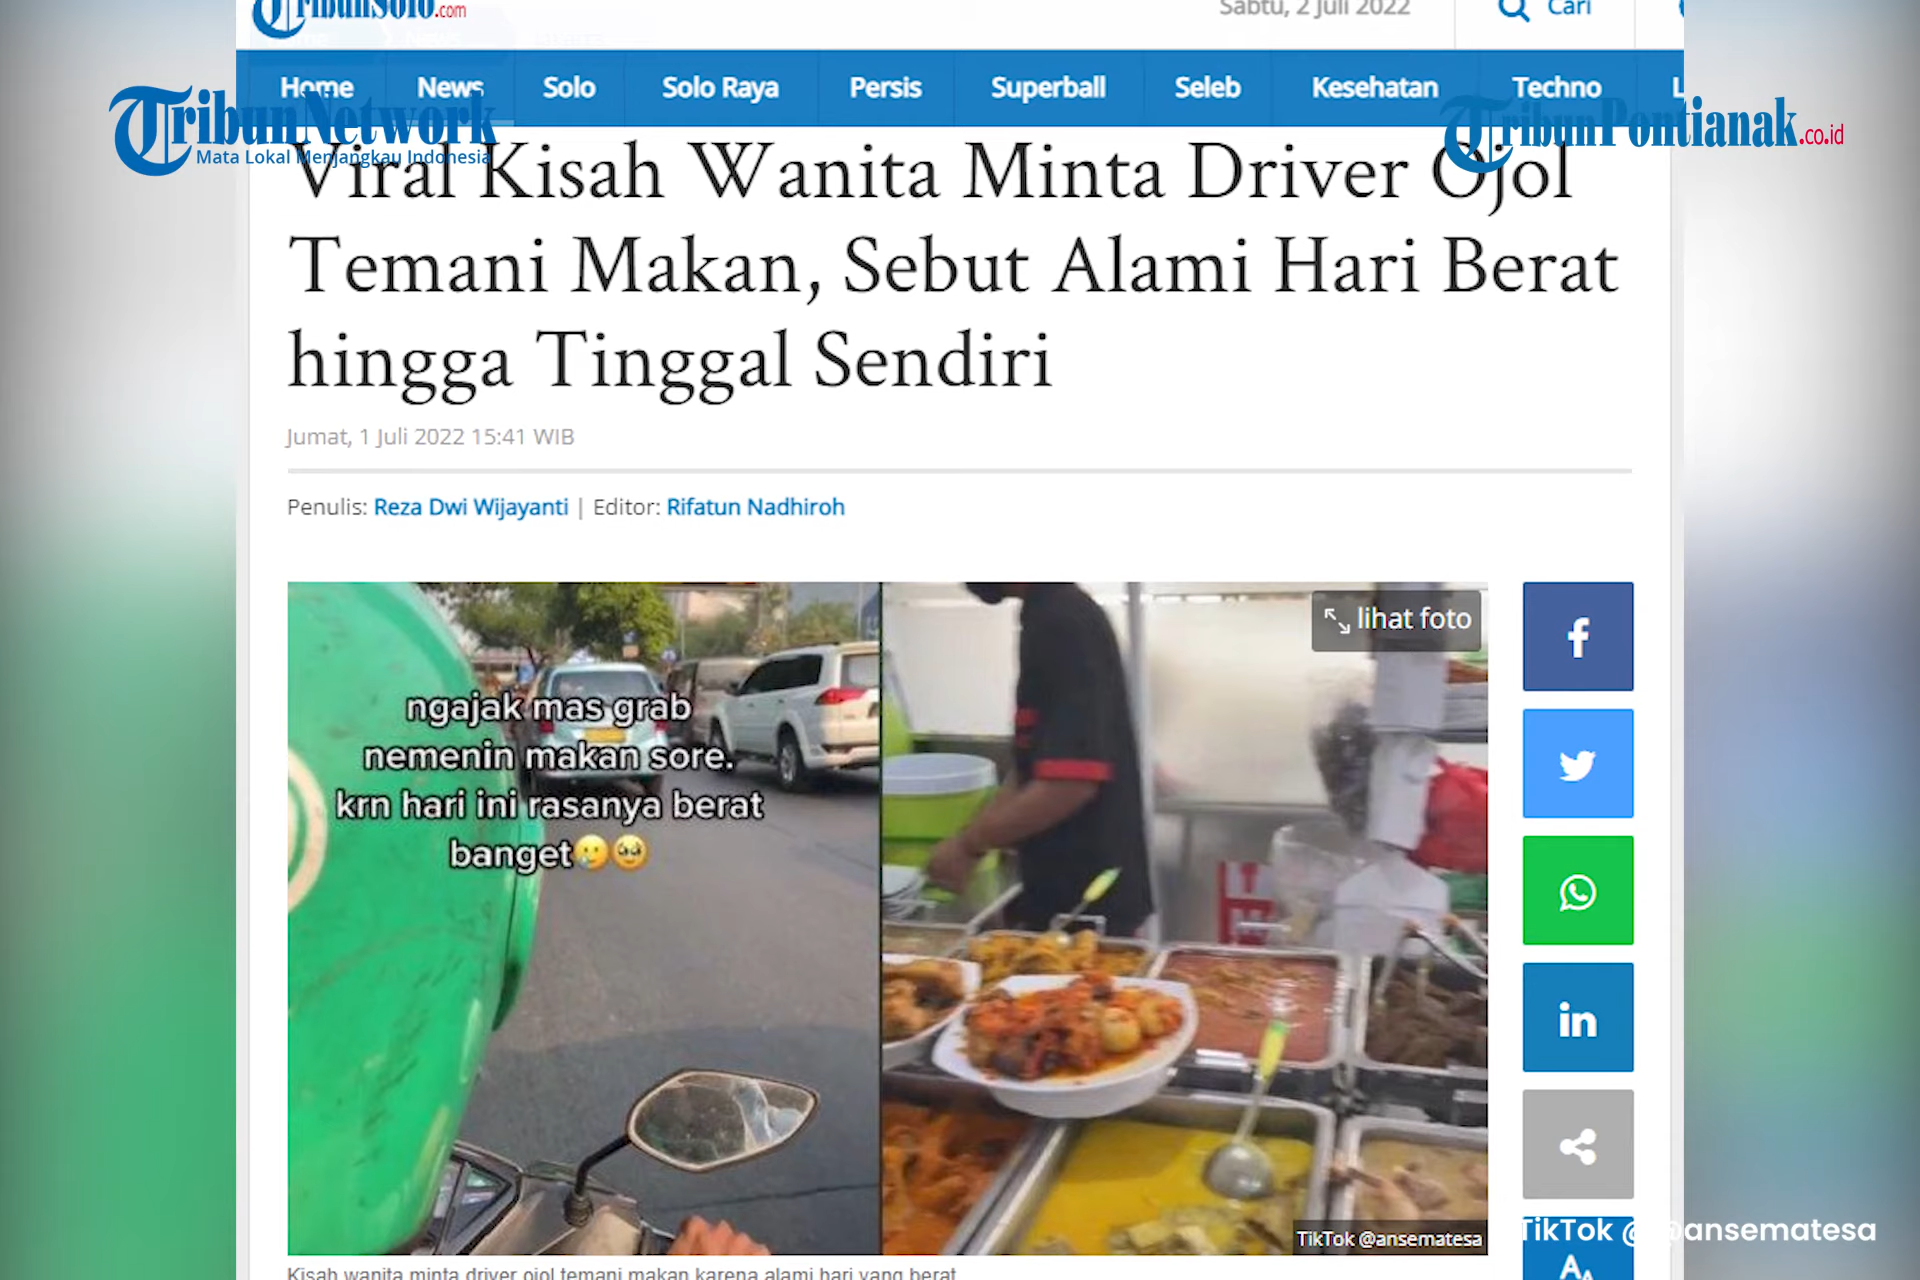 TribunSolo.com
Sabtu, 2 Juli 2022
Cari
Home News Solo Solo Raya Persis Superball Seleb Kesehatan Techno
TribunNetwork
Mata Lokal Menjangkau Indonesia
TribunPontianak.co.id
Viral Kisah Wanita Minta Driver Ojol
Temani Makan, Sebut Alami Hari Berat
hingga Tinggal Sendiri
Jumat, 1 Juli 2022 15:41 WIB
Penulis: Reza Dwi Wijayanti | Editor: Rifatun Nadhiroh
lihat foto
ngajak mas grab
nemenin makan sore.
krn hari ini rasanya berat
banget🥲🥹
TikTok @ansematesa
TikTok @ansematesa
AA
Kisah wanita minta driver ojol temani makan karena alami hari yang berat